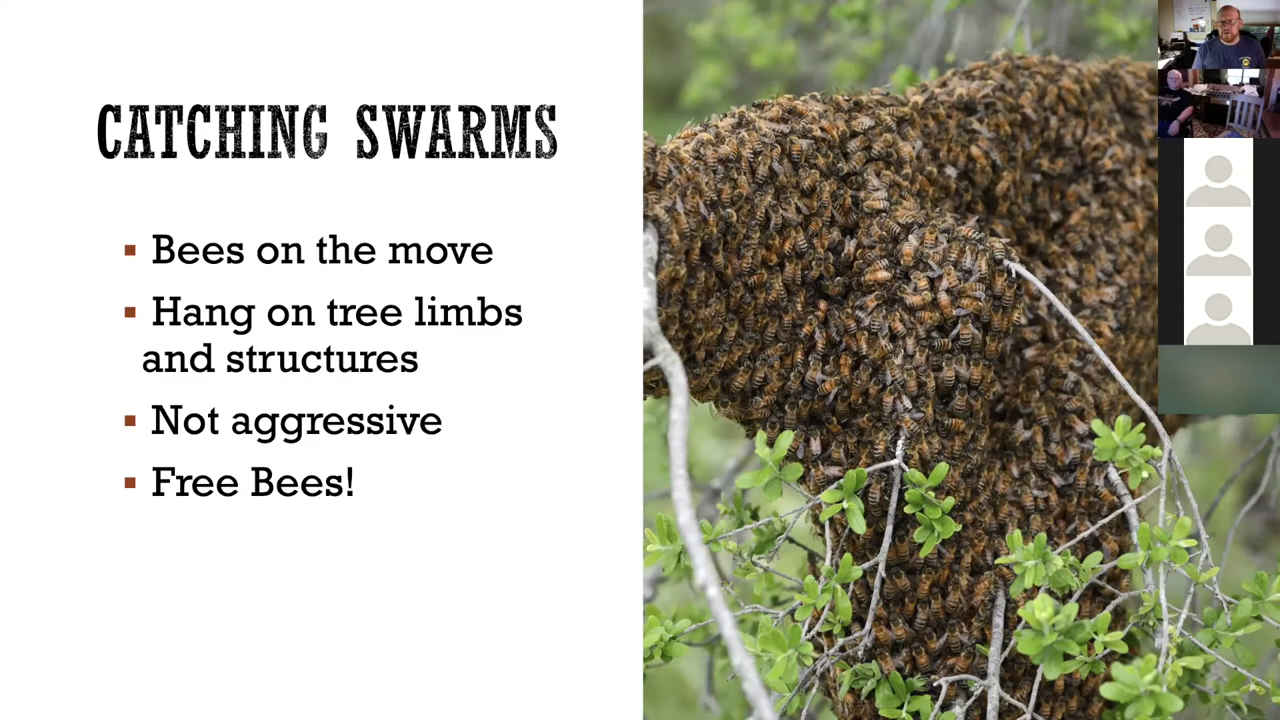 CATCHING SWARMS
▪ Bees on the move
▪ Hang on tree limbs
and structures
▪ Not aggressive
▪ Free Bees!